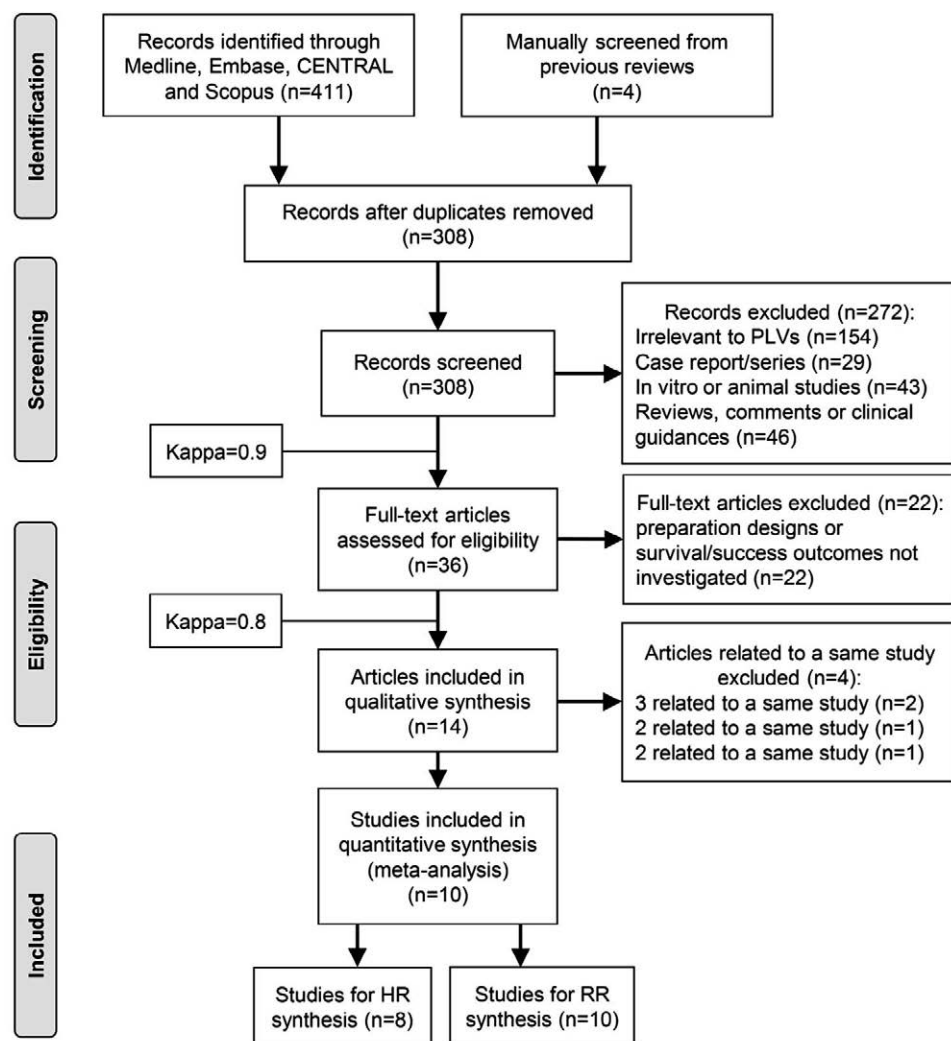 Identification
Records identified through
Medline, Embase, CENTRAL
and Scopus (n=411)
Manually screened from
previous reviews
(n=4)
Records after duplicates removed
(n=308)
Screening
Records screened
(n=308)
Records excluded (n=272):
Irrelevant to PLVs (n=154)
Case report/series (n=29)
In vitro or animal studies (n=43)
Reviews, comments or clinical
guidances (n=46)
Kappa=0.9
Eligibility
Full-text articles
assessed for eligibility
(n=36)
Full-text articles excluded (n=22):
preparation designs or
survival/success outcomes not
investigated (n=22)
Kappa=0.8
Articles included in
qualitative synthesis
(n=14)
Articles related to a same study
excluded (n=4):
3 related to a same study (n=2)
2 related to a same study (n=1)
2 related to a same study (n=1)
Included
Studies included in
quantitative synthesis
(meta-analysis)
(n=10)
Studies for HR
synthesis (n=8)
Studies for RR
synthesis (n=10)